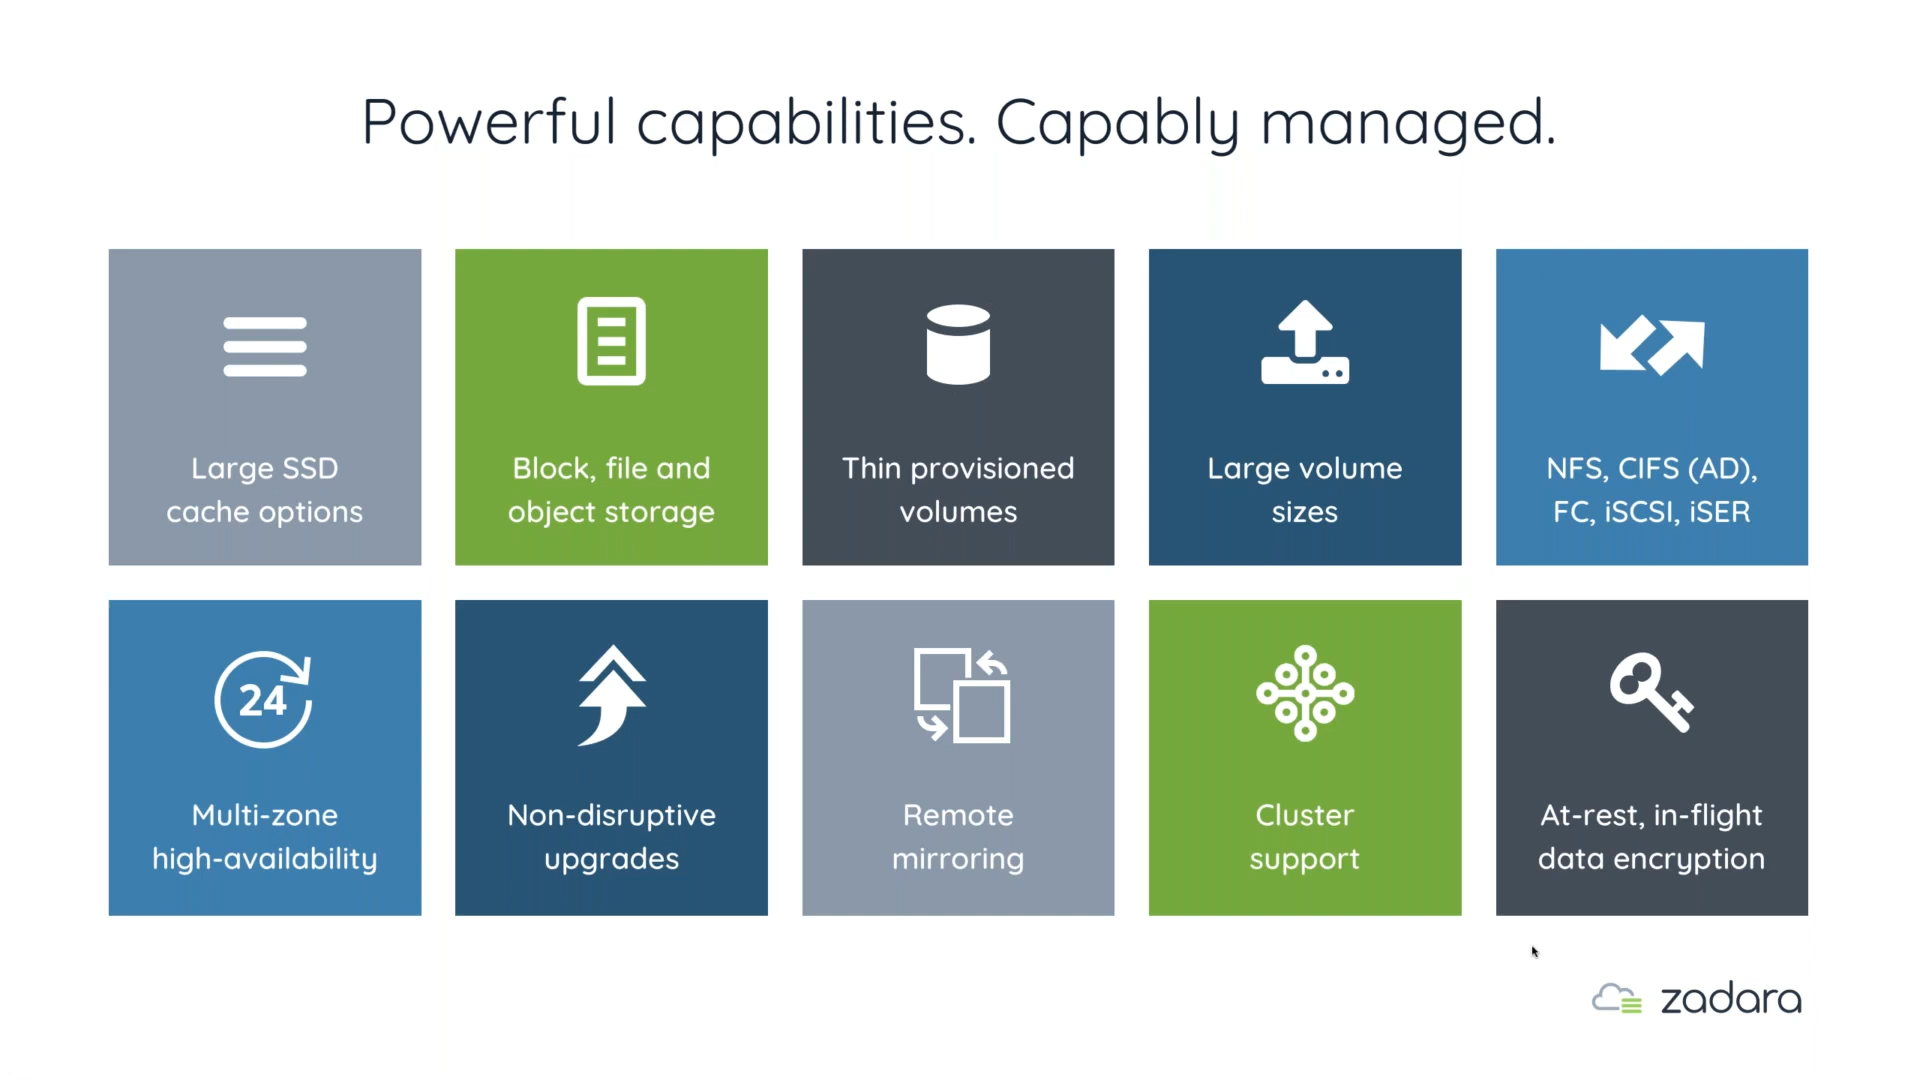 Powerful capabilities. Capably managed.
Large SSD
cache options
Block, file and
object storage
Thin provisioned
volumes
Large volume
sizes
NFS, CIFS (AD),
FC, iSCSI, iSER
24
Multi-zone
high-availability
Non-disruptive
upgrades
Remote
mirroring
Cluster
support
At-rest, in-flight
data encryption
zadara